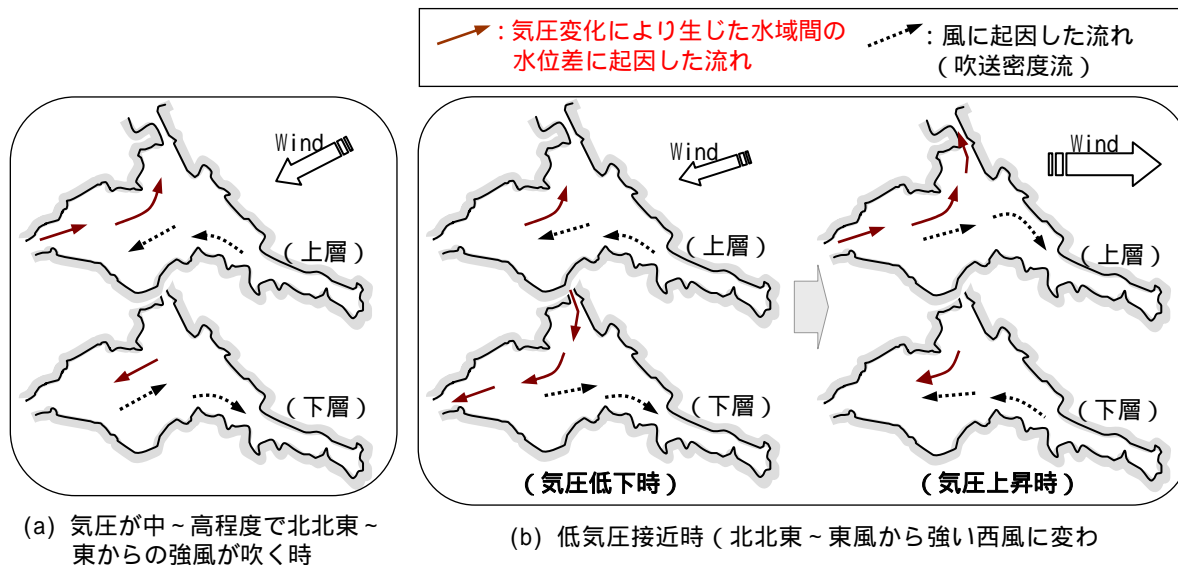 ：気圧変化により生じた水域間の
水位差に起因した流れ
：風に起因した流れ
（吹送密度流）
Wind
（上層）
（下層）
Wind
（上層）
（下層）
（気圧低下時）
Wind
（上層）
（下層）
（気圧上昇時）
(a) 気圧が中～高程度で北北東～
東からの強風が吹く時
(b) 低気圧接近時（北北東～東風から強い西風に変わ